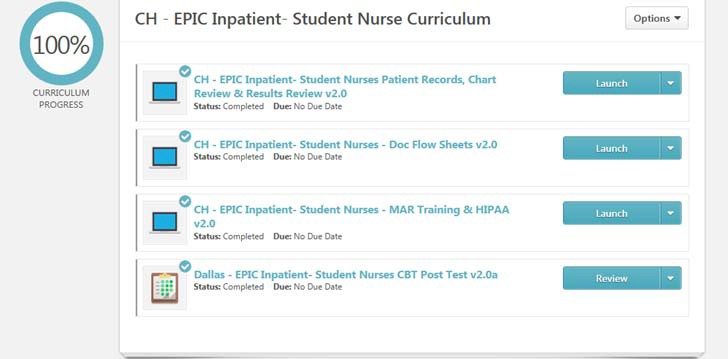 CH - EPIC Inpatient- Student Nurse Curriculum
Options
100%
CURRICULUM
PROGRESS
CH - EPIC Inpatient- Student Nurses Patient Records, Chart
Review & Results Review v2.0
Status: Completed Due: No Due Date
Launch
CH - EPIC Inpatient- Student Nurses - Doc Flow Sheets v2.0
Status: Completed Due: No Due Date
Launch
CH - EPIC Inpatient- Student Nurses - MAR Training & HIPAA
v2.0
Status: Completed Due: No Due Date
Launch
Dallas - EPIC Inpatient- Student Nurses CBT Post Test v2.0a
Status: Completed Due: No Due Date
Review